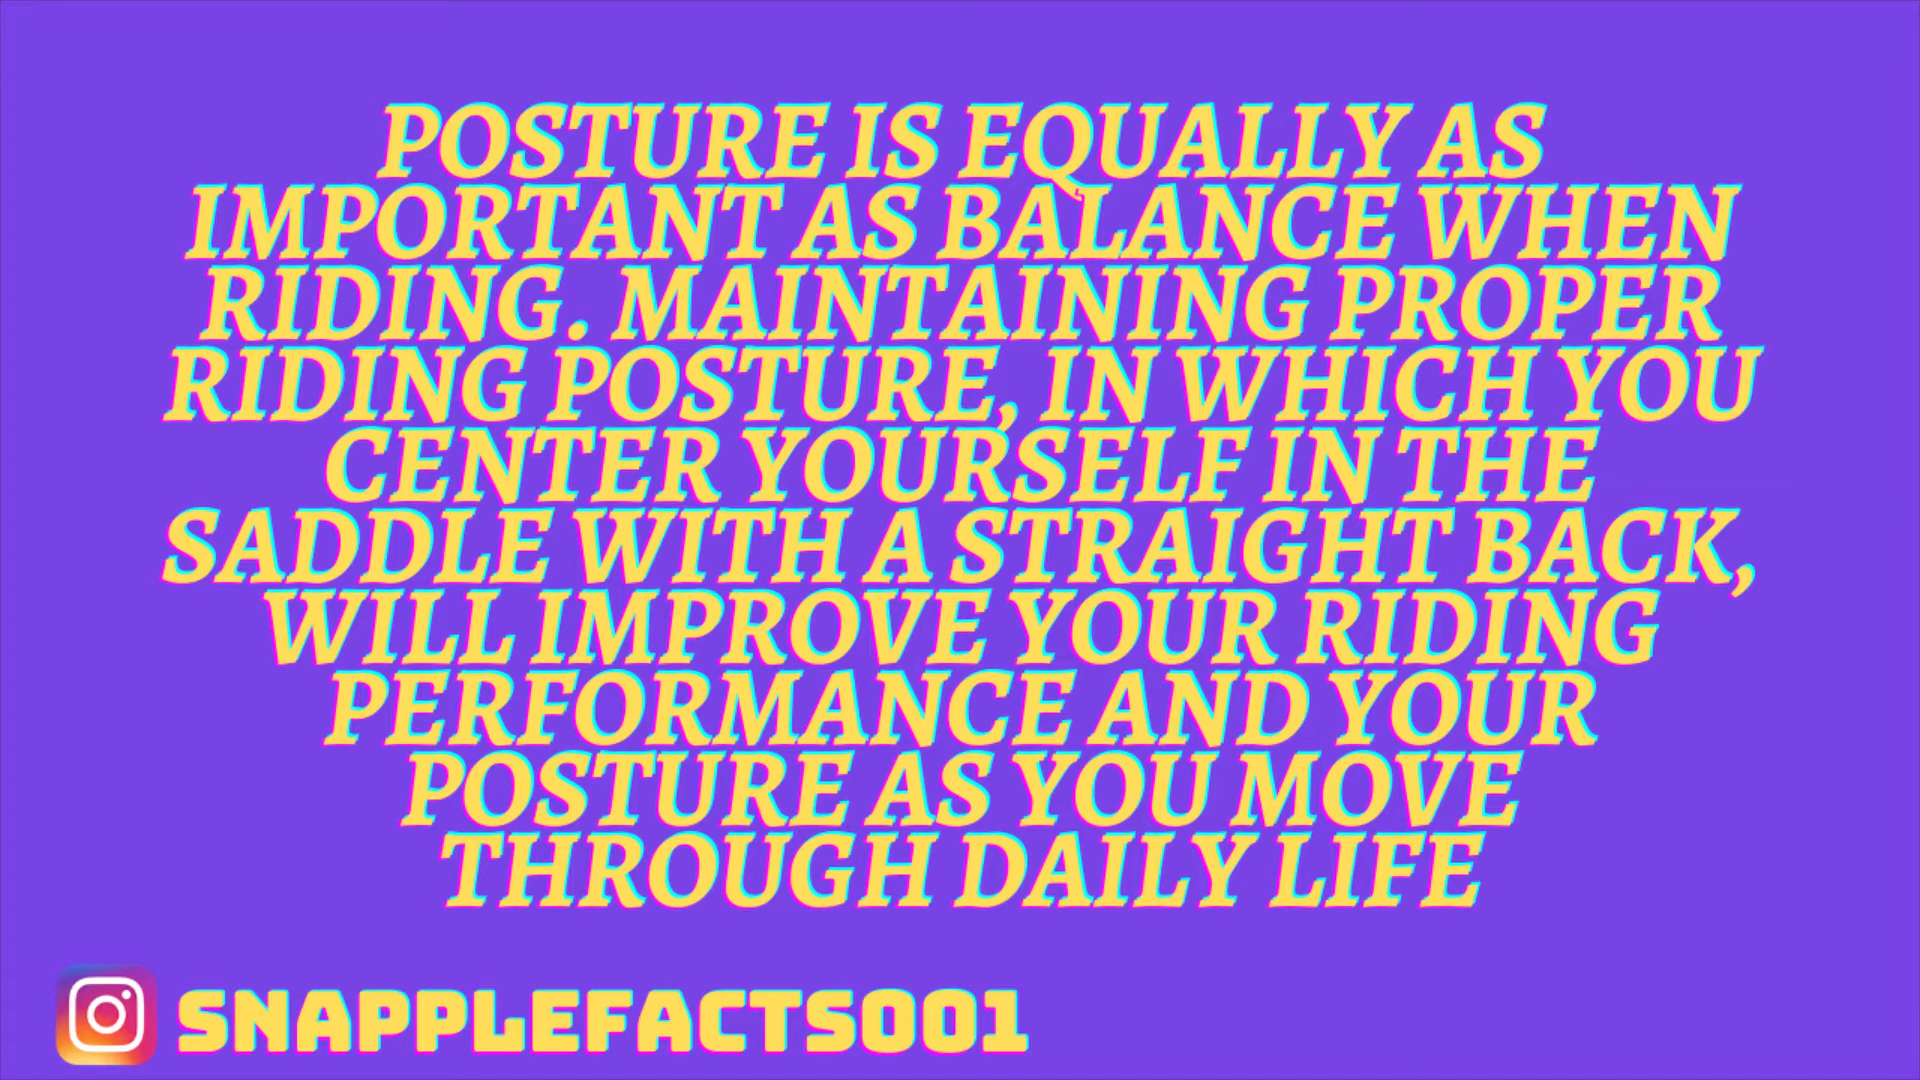 POSTURE IS EQUALLY AS
IMPORTANT AS BALANCE WHEN
RIDING. MAINTAINING PROPER
RIDING POSTURE, IN WHICH YOU
CENTER YOURSELF IN THE
SADDLE WITH A STRAIGHT BACK,
WILL IMPROVE YOUR RIDING
PERFORMANCE AND YOUR
POSTURE AS YOU MOVE
THROUGH DAILY LIFE
SNAPPLEFACTS001